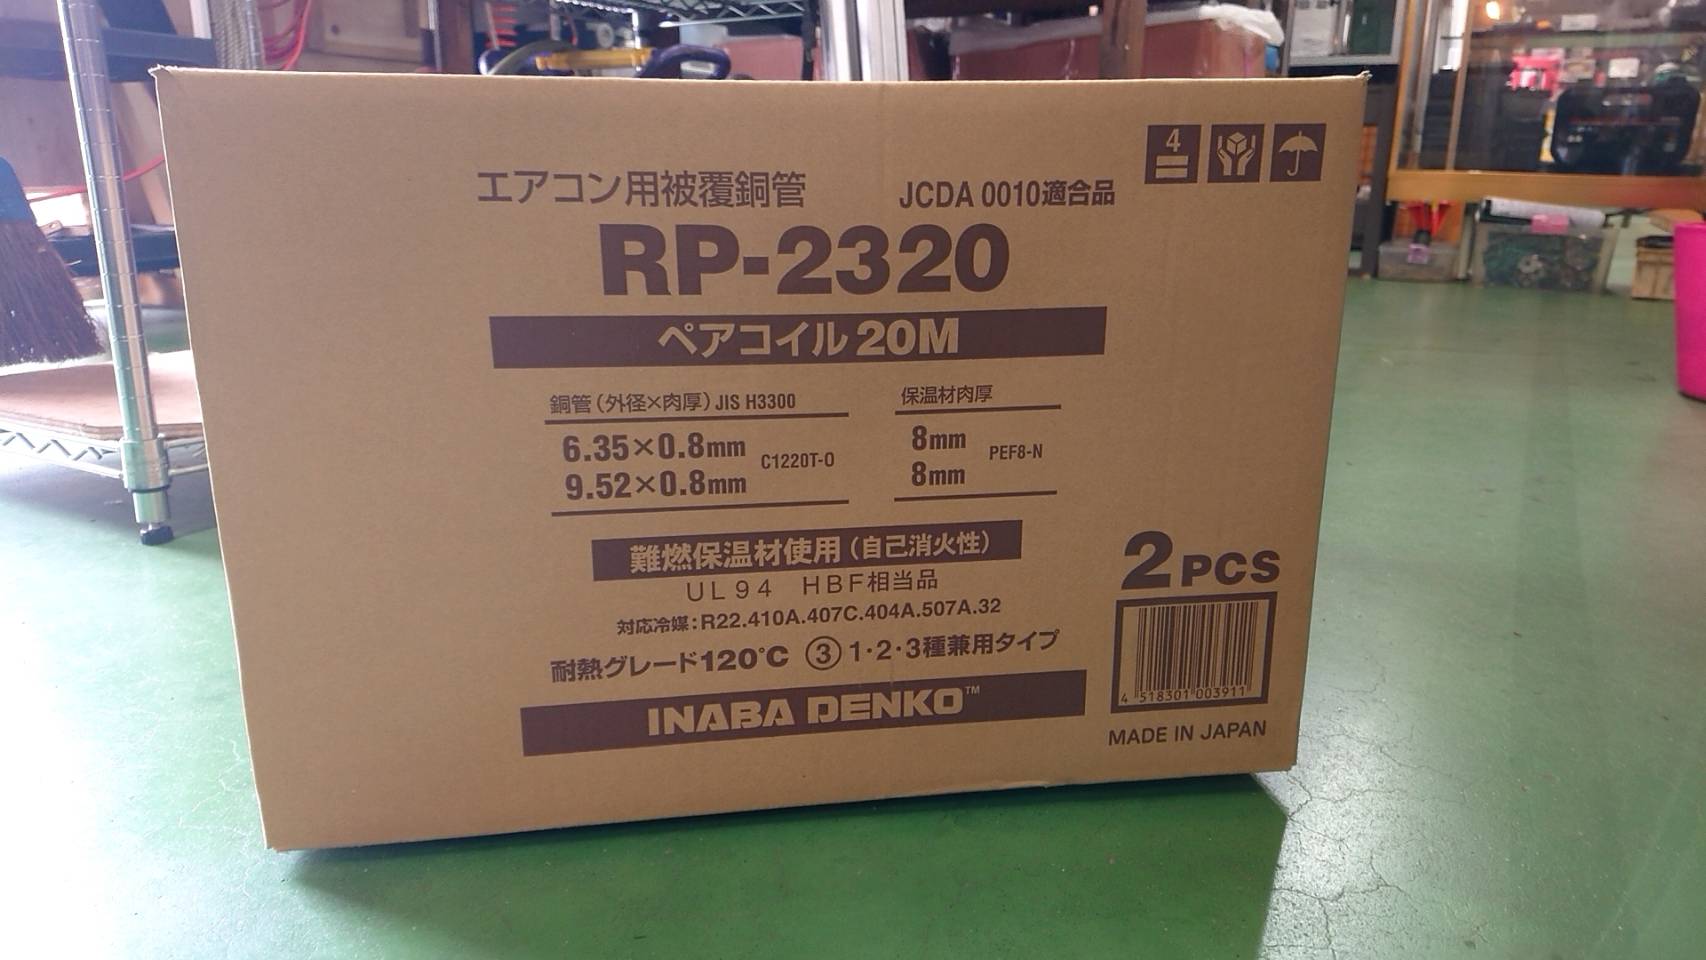 4
エアコン用被覆銅管
JCDA 0010適合品
RP-2320
ペアコイル20M
銅管(外径×肉厚)JIS H3300
保温材肉厚
6.35×0.8mm
9.52×0.8mm
C1220T-O
8mm
8mm
PEF8-N
難燃保温材使用(自己消火性)
UL94 HBF相当品
対応冷媒:R22.410A.407C.404A.507A.32
耐熱グレード120℃ ③1・2・3種兼用タイプ
INABA DENKO™
2PCS
4 518301 003911
MADE IN JAPAN